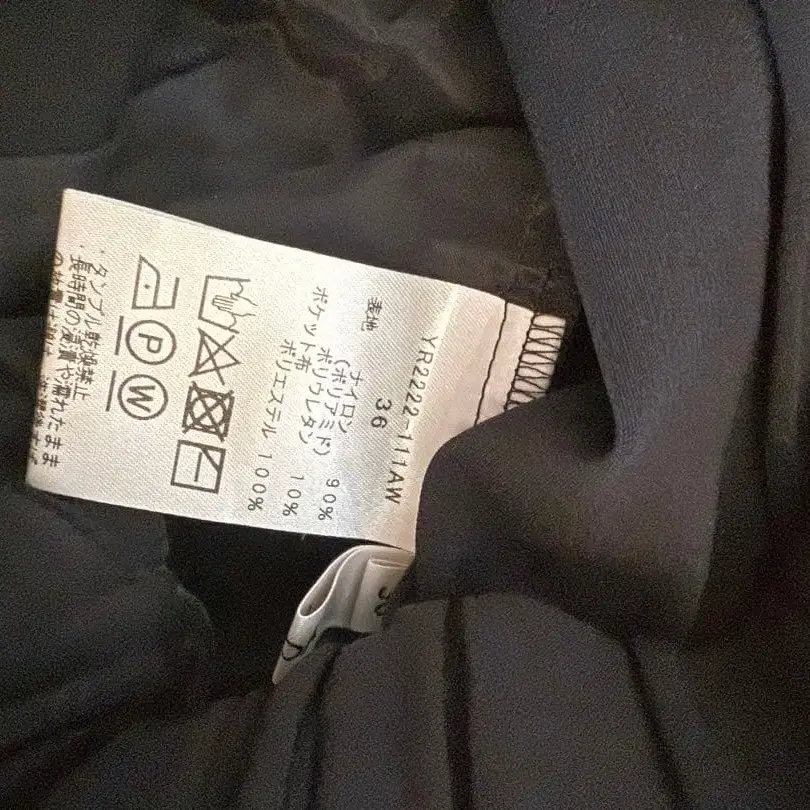 YR2222-111AW
36
表地
ナイロン
(ポリアミド) 90%
ポリウレタン 10%
ポケット布
ポリエステル 100%
P
W
・タンブル乾燥禁止
長時間の浸漬や濡れたまま